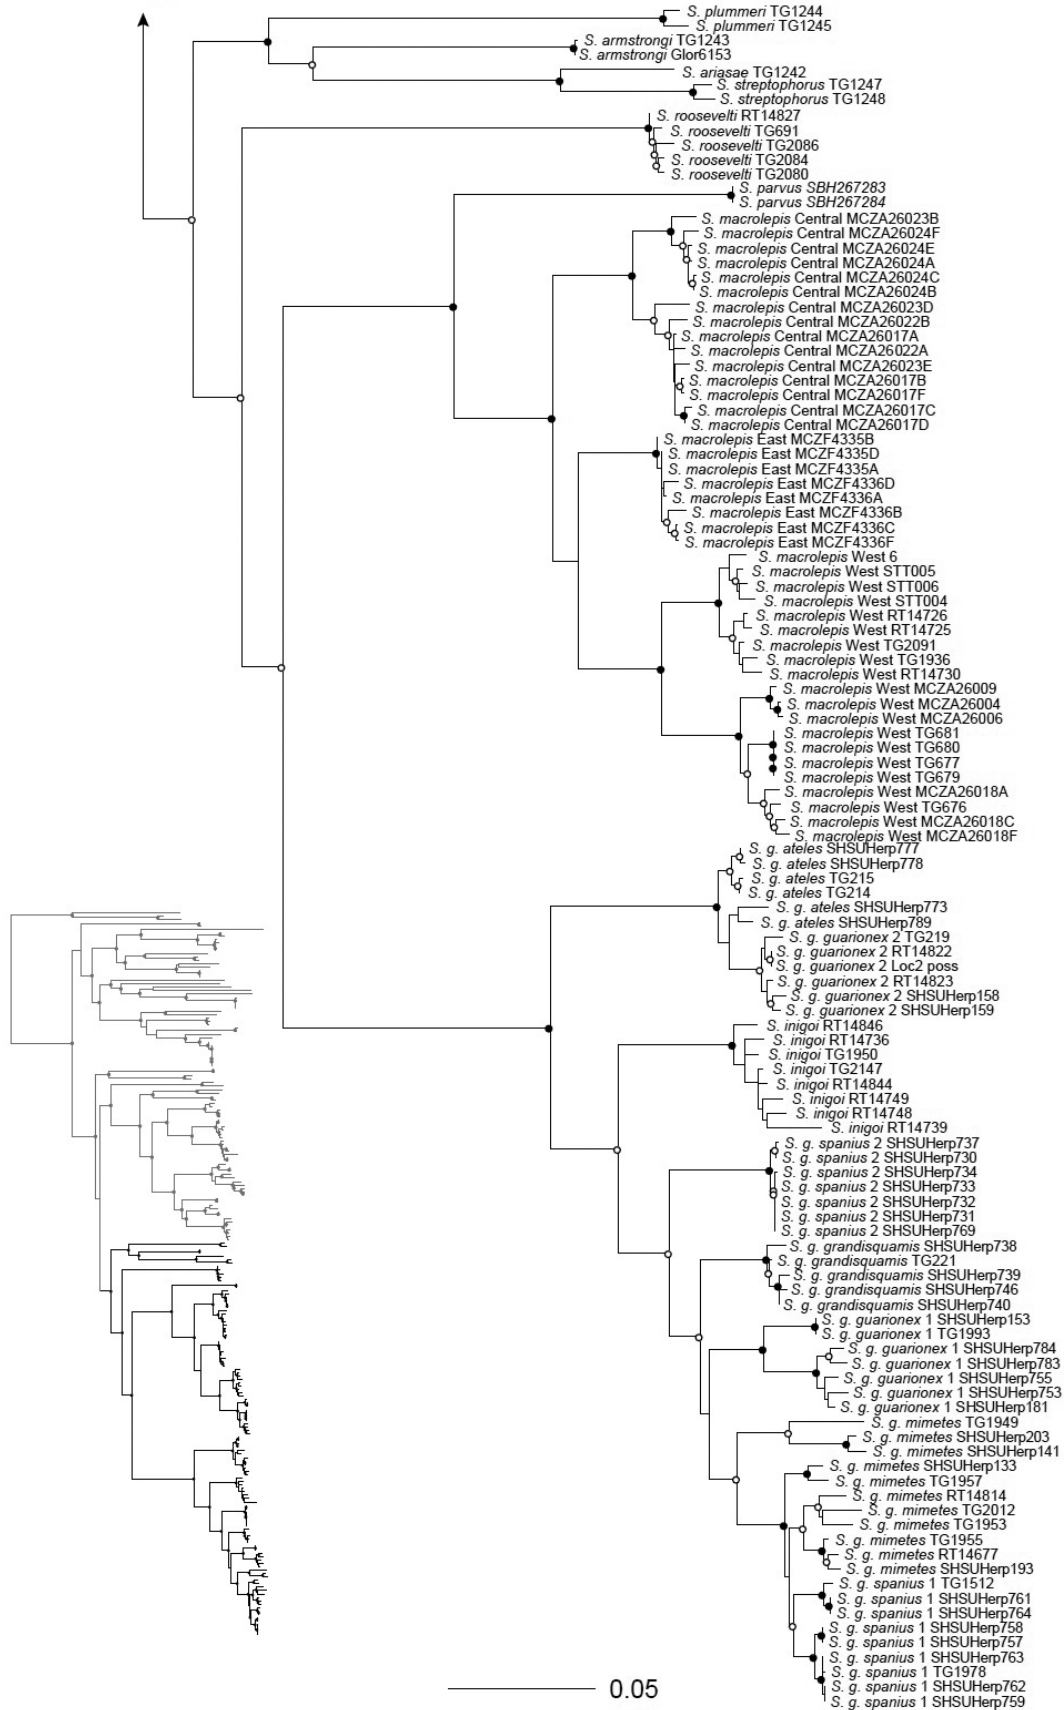 S. plummeri TG1244
S. plummeri TG1245
S. armstrongi TG1243
S. armstrongi Glor6153
S. ariasae TG1242
S. streptophorus TG1247
S. streptophorus TG1248
S. roosevelti RT14827
S. roosevelti TG691
S. roosevelti TG2086
S. roosevelti TG2084
S. roosevelti TG2080
S. parvus SBH267283
S. parvus SBH267284
S. macrolepis Central MCZA26023B
S. macrolepis Central MCZA26024F
S. macrolepis Central MCZA26024E
S. macrolepis Central MCZA26024A
S. macrolepis Central MCZA26024C
S. macrolepis Central MCZA26024B
S. macrolepis Central MCZA26023D
S. macrolepis Central MCZA26022B
S. macrolepis Central MCZA26017A
S. macrolepis Central MCZA26022A
S. macrolepis Central MCZA26023E
S. macrolepis Central MCZA26017B
S. macrolepis Central MCZA26017F
S. macrolepis Central MCZA26017C
S. macrolepis Central MCZA26017D
S. macrolepis East MCZF4335B
S. macrolepis East MCZF4335D
S. macrolepis East MCZF4335A
S. macrolepis East MCZF4336D
S. macrolepis East MCZF4336A
S. macrolepis East MCZF4336B
S. macrolepis East MCZF4336C
S. macrolepis East MCZF4336F
S. macrolepis West 6
S. macrolepis West STT005
S. macrolepis West STT006
S. macrolepis West STT004
S. macrolepis West RT14726
S. macrolepis West RT14725
S. macrolepis West TG2091
S. macrolepis West TG1936
S. macrolepis West RT14730
S. macrolepis West MCZA26009
S. macrolepis West MCZA26004
S. macrolepis West MCZA26006
S. macrolepis West TG681
S. macrolepis West TG680
S. macrolepis West TG677
S. macrolepis West TG679
S. macrolepis West MCZA26018A
S. macrolepis West TG676
S. macrolepis West MCZA26018C
S. macrolepis West MCZA26018F
S. g. ateles SHSUHerp777
S. g. ateles SHSUHerp778
S. g. ateles TG215
S. g. ateles TG214
S. g. ateles SHSUHerp773
S. g. ateles SHSUHerp789
S. g. guarionex 2 TG219
S. g. guarionex 2 RT14822
S. g. guarionex 2 Loc2 poss
S. g. guarionex 2 RT14823
S. g. guarionex 2 SHSUHerp158
S. g. guarionex 2 SHSUHerp159
S. inigoi RT14846
S. inigoi RT14736
S. inigoi TG1950
S. inigoi TG2147
S. inigoi RT14844
S. inigoi RT14749
S. inigoi RT14748
S. inigoi RT14739
S. g. spanius 2 SHSUHerp737
S. g. spanius 2 SHSUHerp730
S. g. spanius 2 SHSUHerp734
S. g. spanius 2 SHSUHerp733
S. g. spanius 2 SHSUHerp732
S. g. spanius 2 SHSUHerp731
S. g. spanius 2 SHSUHerp769
S. g. grandisquamis SHSUHerp738
S. g. grandisquamis TG221
S. g. grandisquamis SHSUHerp739
S. g. grandisquamis SHSUHerp746
S. g. grandisquamis SHSUHerp740
S. g. guarionex 1 SHSUHerp153
S. g. guarionex 1 TG1993
S. g. guarionex 1 SHSUHerp784
S. g. guarionex 1 SHSUHerp783
S. g. guarionex 1 SHSUHerp755
S. g. guarionex 1 SHSUHerp753
S. g. guarionex 1 SHSUHerp181
S. g. mimetes TG1949
S. g. mimetes SHSUHerp203
S. g. mimetes SHSUHerp141
S. g. mimetes SHSUHerp133
S. g. mimetes TG1957
S. g. mimetes RT14814
S. g. mimetes TG2012
S. g. mimetes TG1953
S. g. mimetes TG1955
S. g. mimetes RT14677
S. g. mimetes SHSUHerp193
S. g. spanius 1 TG1512
S. g. spanius 1 SHSUHerp761
S. g. spanius 1 SHSUHerp764
S. g. spanius 1 SHSUHerp758
S. g. spanius 1 SHSUHerp757
S. g. spanius 1 SHSUHerp763
S. g. spanius 1 TG1978
S. g. spanius 1 SHSUHerp762
S. g. spanius 1 SHSUHerp759
0.05